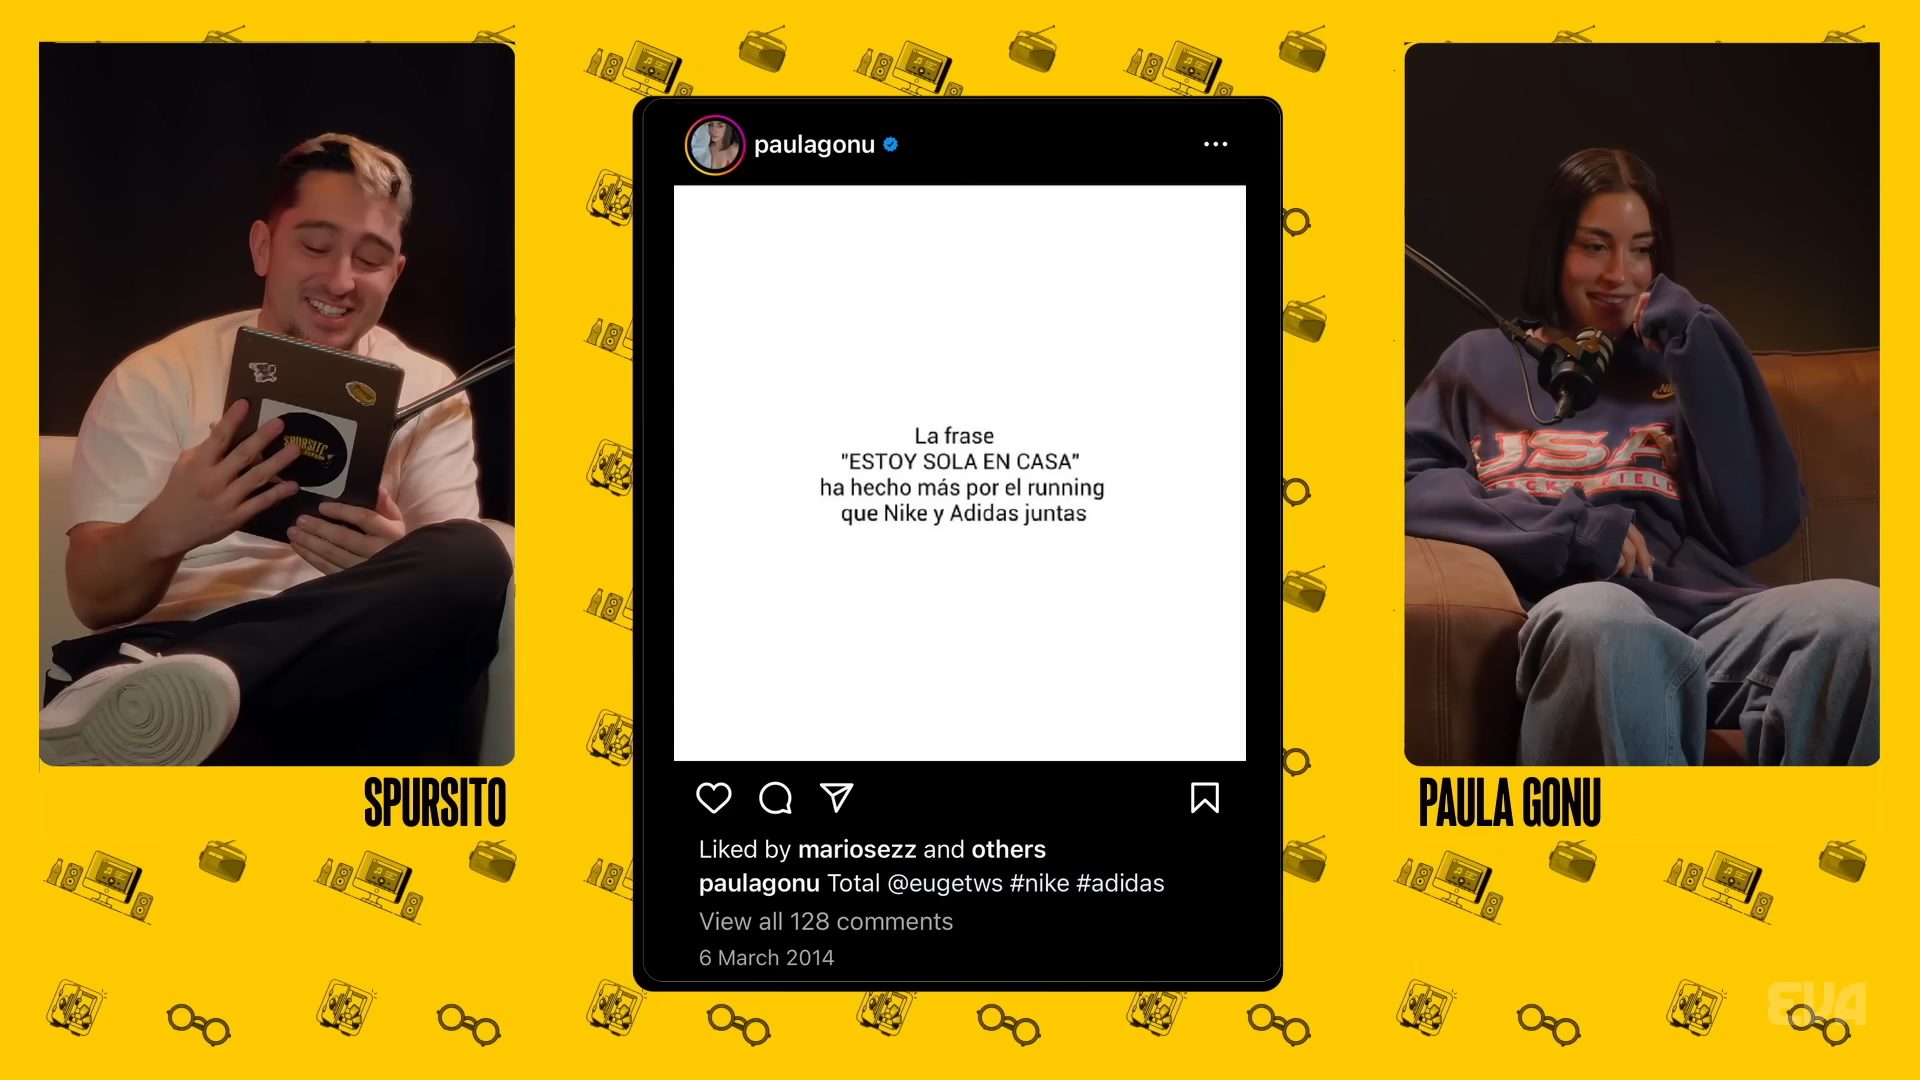 paulagonu
La frase
"ESTOY SOLA EN CASA"
ha hecho más por el running
que Nike y Adidas juntas
Liked by mariosezz and others
paulagonu Total @eugetws #nike #adidas
View all 128 comments
6 March 2014
SPURSITO
USA
PAULA GONU
EVA